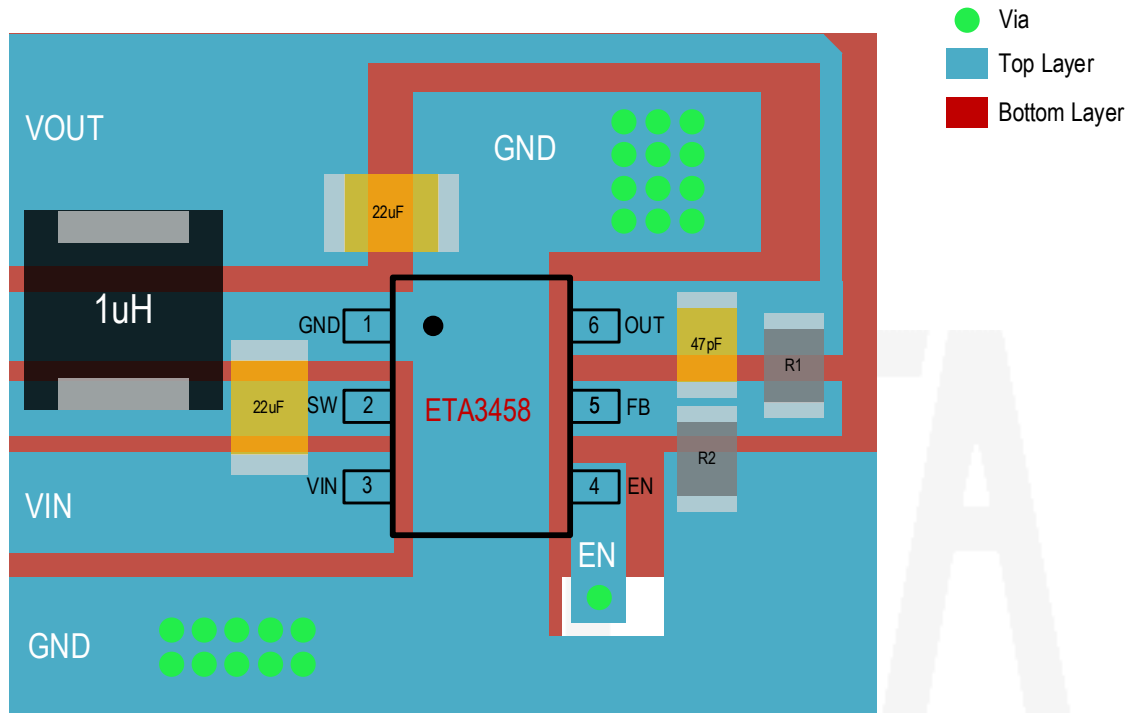 Via
Top Layer
Bottom Layer
VOUT
GND
22uF
1uH
GND 1
6 OUT
47pF
R1
22uF
SW 2
ETA3458
5 FB
R2
VIN 3
4 EN
VIN
EN
GND
TA